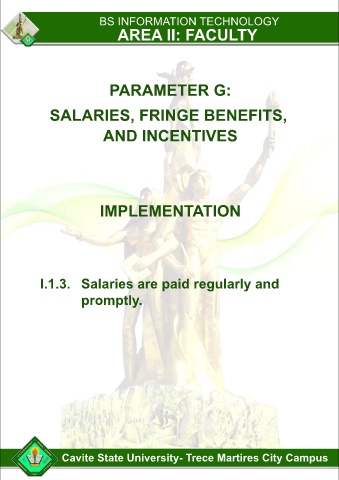 BS INFORMATION TECHNOLOGY
AREA II: FACULTY
PARAMETER G:
SALARIES, FRINGE BENEFITS,
AND INCENTIVES
IMPLEMENTATION
I.1.3. Salaries are paid regularly and
promptly.
Cavite State University- Trece Martires City Campus